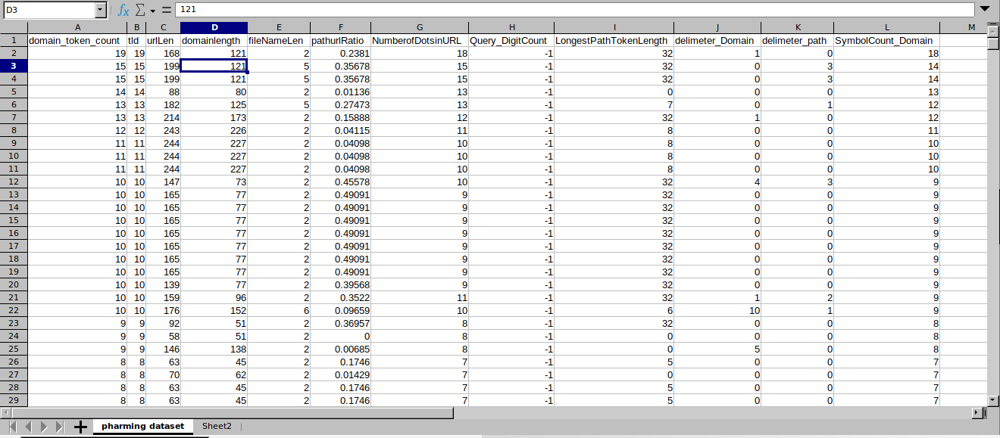 D3 fx Σ = 121
A B C D E F G H I J K L M
1 domain_token_count tld urlLen domainlength fileNameLen pathurlRatio NumberofDotsinURL Query_DigitCount LongestPathTokenLength delimeter_Domain delimeter_path SymbolCount_Domain
2 19 19 168 121 2 0.2381 18 -1 32 1 0 18
3 15 15 199 121 5 0.35678 15 -1 32 0 3 14
4 15 15 199 121 5 0.35678 15 -1 32 0 3 14
5 14 14 88 80 2 0.01136 13 -1 0 0 0 13
6 13 13 182 125 5 0.27473 13 -1 7 0 1 12
7 13 13 214 173 2 0.15888 12 -1 32 1 0 12
8 12 12 243 226 2 0.04115 11 -1 8 0 0 11
9 11 11 244 227 2 0.04098 10 -1 8 0 0 10
10 11 11 244 227 2 0.04098 10 -1 8 0 0 10
11 11 11 244 227 2 0.04098 10 -1 8 0 0 10
12 10 10 147 73 2 0.45578 10 -1 32 4 3 9
13 10 10 165 77 2 0.49091 9 -1 32 0 0 9
14 10 10 165 77 2 0.49091 9 -1 32 0 0 9
15 10 10 165 77 2 0.49091 9 -1 32 0 0 9
16 10 10 165 77 2 0.49091 9 -1 32 0 0 9
17 10 10 165 77 2 0.49091 9 -1 32 0 0 9
18 10 10 165 77 2 0.49091 9 -1 32 0 0 9
19 10 10 165 77 2 0.49091 9 -1 32 0 0 9
20 10 10 139 77 2 0.39568 9 -1 32 0 0 9
21 10 10 159 96 2 0.3522 11 -1 32 1 2 9
22 10 10 176 152 6 0.09659 10 -1 6 10 1 9
23 9 9 92 51 2 0.36957 8 -1 32 0 0 8
24 9 9 58 51 2 0 8 -1 0 0 0 8
25 9 9 146 138 2 0.00685 8 -1 0 5 0 8
26 8 8 63 45 2 0.1746 7 -1 5 0 0 7
27 8 8 70 62 2 0.01429 7 -1 0 0 0 7
28 8 8 63 45 2 0.1746 7 -1 5 0 0 7
29 8 8 63 45 2 0.1746 7 -1 5 0 0 7
pharming dataset Sheet2